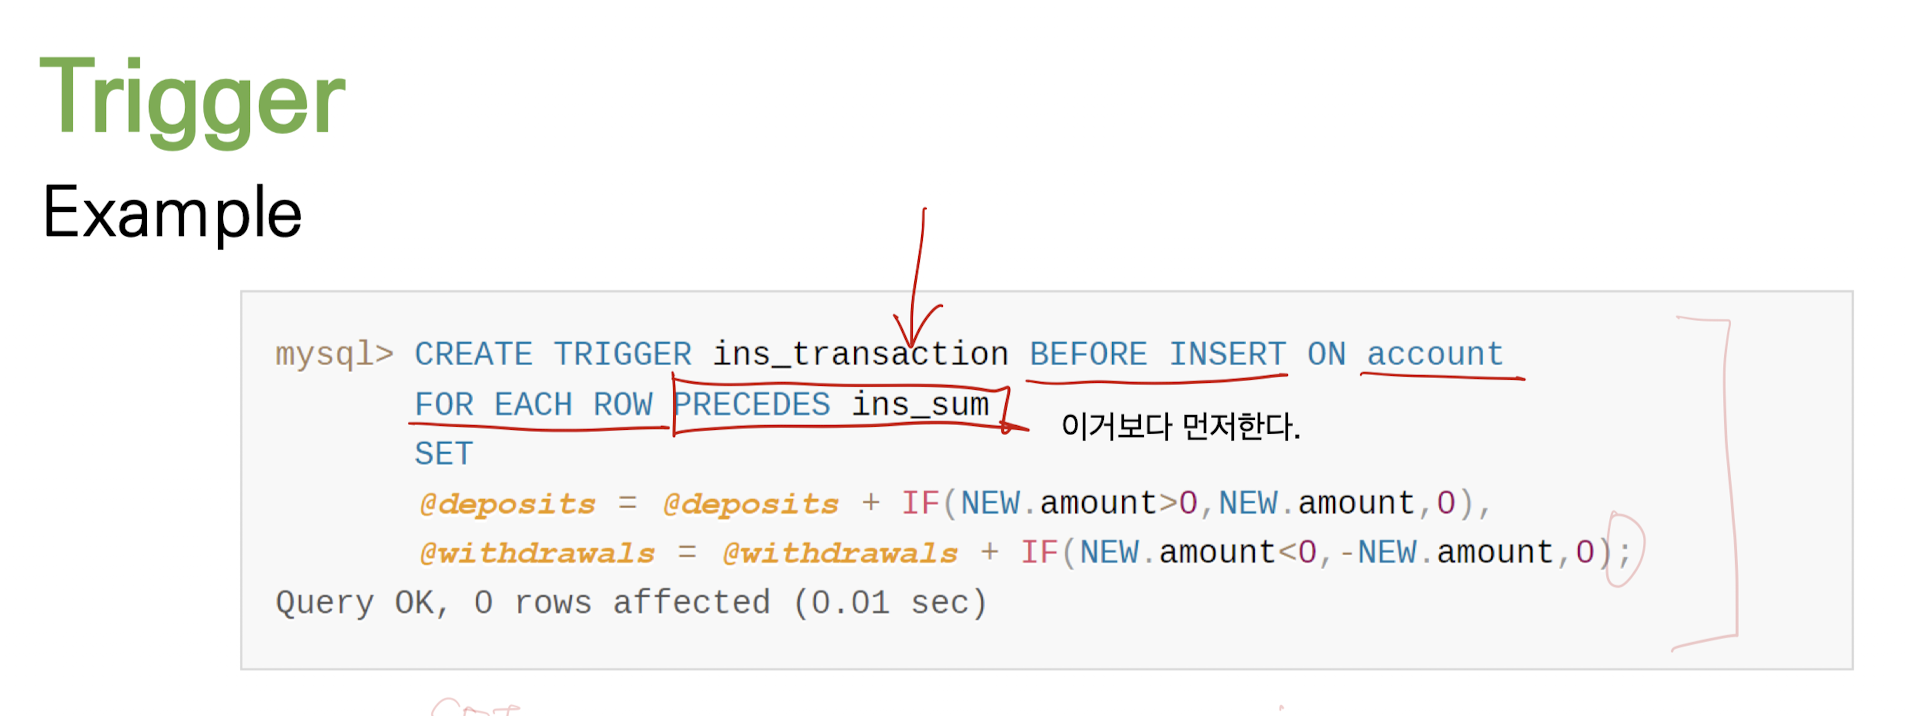 Trigger
Example
mysql> CREATE TRIGGER ins_transaction BEFORE INSERT ON account
FOR EACH ROW PRECEDES ins_sum 이거보다 먼저한다.
SET
@deposits = @deposits + IF(NEW.amount>0,NEW.amount,0),
@withdrawals = @withdrawals + IF(NEW.amount<0,-NEW.amount,0);
Query OK, 0 rows affected (0.01 sec)